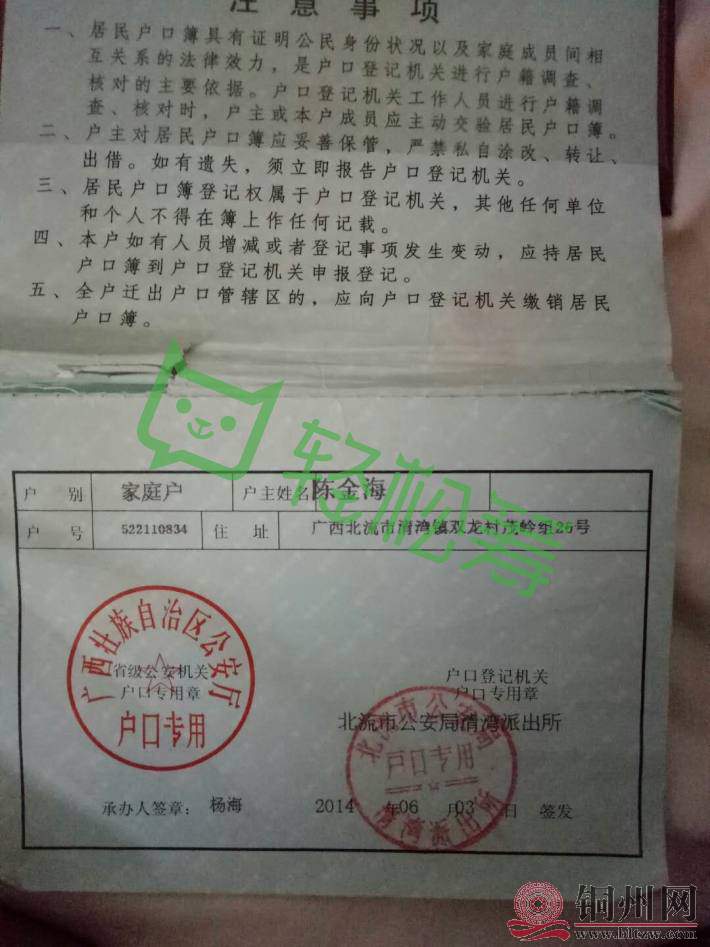 注意事项
一、居民户口簿具有证明公民身份状况以及家庭成员间相
互关系的法律效力，是户口登记机关进行户籍调查、
核对的主要依据。户口登记机关工作人员进行户籍调
查、核对时，户主或本户成员应主动交验居民户口簿。
二、户主对居民户口簿应妥善保管，严禁私自涂改、转让、
出借。如有遗失，须立即报告户口登记机关。
三、居民户口簿登记权属于户口登记机关，其他任何单位
和个人不得在簿上作任何记载。
四、本户如有人员增减或者登记事项发生变动，应持居民
户口簿到户口登记机关申报登记。
五、全户迁出户口管辖区的，应向户口登记机关缴销居民
户口簿。
轻松筹
户别 家庭户 户主姓名 陈金海
户号 522110834 住址 广西北流市清湾镇双龙村茂岭组26号
广西壮族自治区公安厅
省级公安机关
户口专用章
户口专用
户口登记机关
户口专用章
北流市公安局清湾派出所
北流市公安局
户口专用
清湾派出所
承办人签章：杨海 2014 年 06 月 03 日 签发
铜州网
www.bltzw.com